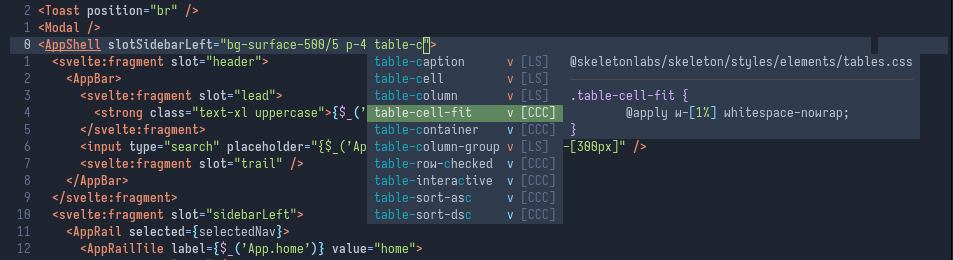 2 <Toast position="br" />
1 <Modal />
0 <AppShell slotSidebarLeft="bg-surface-500/5 p-4 table-c">
1 <svelte:fragment slot="header">
2 <AppBar>
3 <svelte:fragment slot="lead">
4 <strong class="text-xl uppercase">{$_('
5 </svelte:fragment>
6 <input type="search" placeholder="{$_('Ap -[300px]" />
7 <svelte:fragment slot="trail" />
8 </AppBar>
9 </svelte:fragment>
10 <svelte:fragment slot="sidebarLeft">
11 <AppRail selected={selectedNav}>
12 <AppRailTile label={$_('App.home')} value="home">
table-caption v [LS]
table-cell v [LS]
table-column v [LS]
table-cell-fit v [CCC]
table-container v [CCC]
table-column-group v [LS]
table-row-checked v [CCC]
table-interactive v [CCC]
table-sort-asc v [CCC]
table-sort-dsc v [CCC]
@skeletonlabs/skeleton/styles/elements/tables.css
.table-cell-fit {
@apply w-[1%] whitespace-nowrap;
}